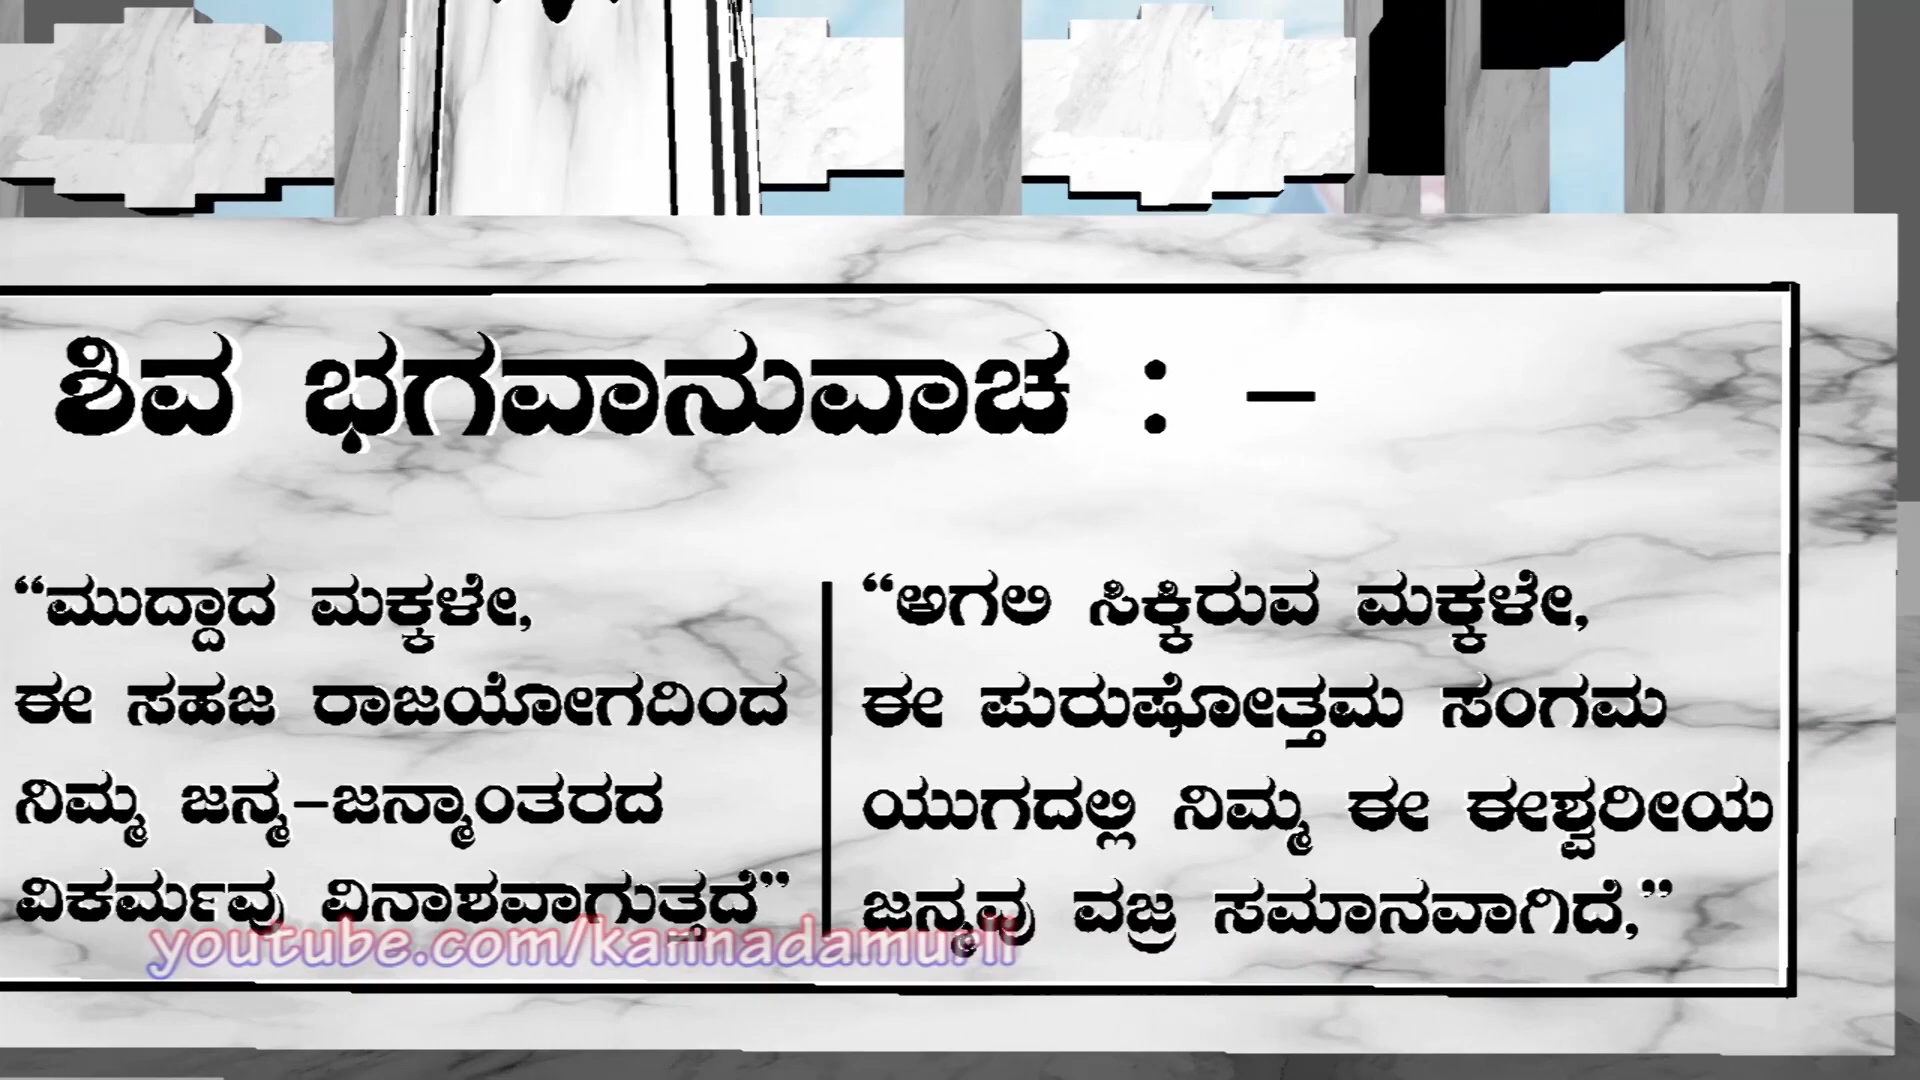 ಶಿವ ಭಗವಾನುವಾಚ : –
“ಮುದ್ದಾದ ಮಕ್ಕಳೇ,
ಈ ಸಹಜ ರಾಜಯೋಗದಿಂದ
ನಿಮ್ಮ ಜನ್ಮ–ಜನ್ಮಾಂತರದ
ವಿಕರ್ಮವು ವಿನಾಶವಾಗುತ್ತದೆ”
“ಅಗಲಿ ಸಿಕ್ಕಿರುವ ಮಕ್ಕಳೇ,
ಈ ಪುರುಷೋತ್ತಮ ಸಂಗಮ
ಯುಗದಲ್ಲಿ ನಿಮ್ಮ ಈ ಈಶ್ವರೀಯ
ಜನ್ಮವು ವಜ್ರ ಸಮಾನವಾಗಿದೆ,”
youtube.com/kannadamurli